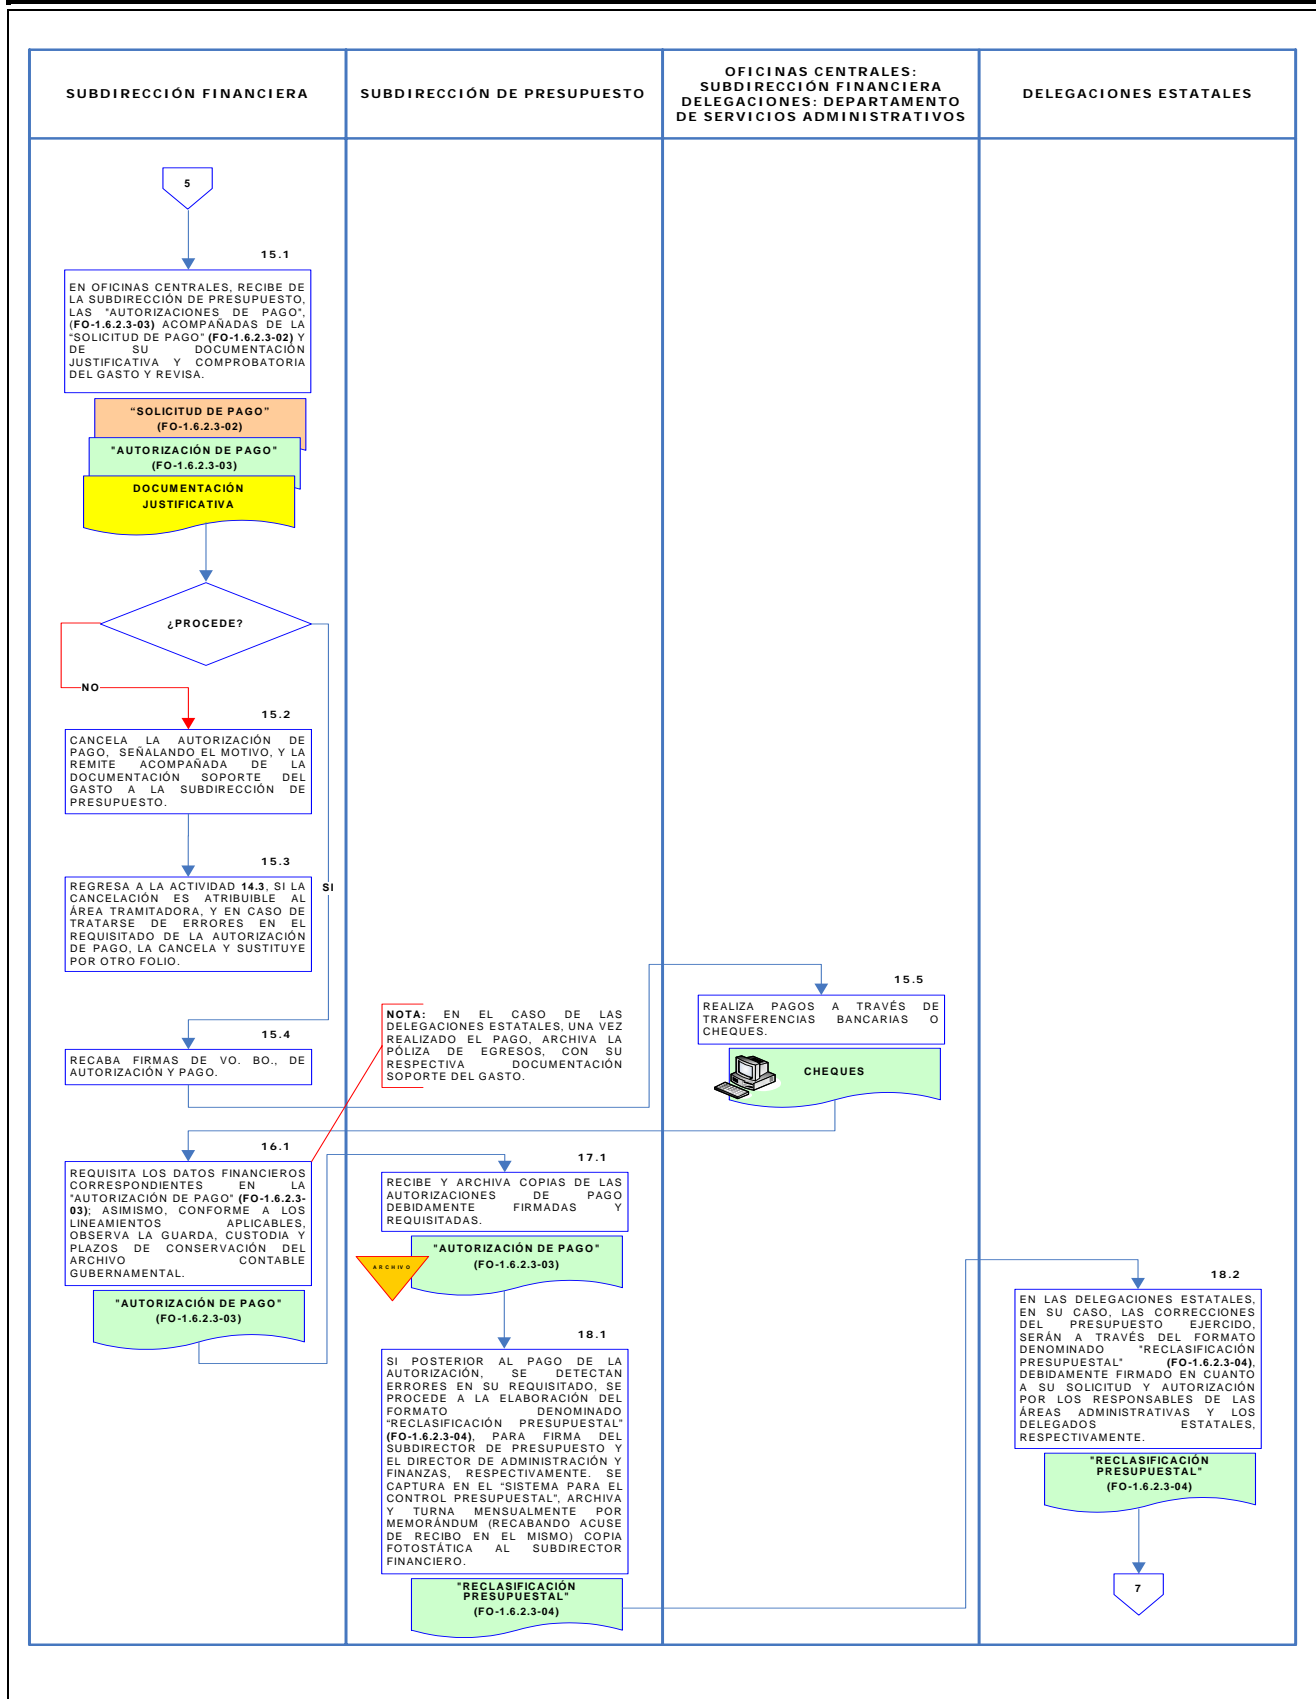 SUBDIRECCIÓN FINANCIERA
SUBDIRECCIÓN DE PRESUPUESTO
OFICINAS CENTRALES:
SUBDIRECCIÓN FINANCIERA
DELEGACIONES: DEPARTAMENTO
DE SERVICIOS ADMINISTRATIVOS
DELEGACIONES ESTATALES
5
15.1
EN OFICINAS CENTRALES, RECIBE DE
LA SUBDIRECCIÓN DE PRESUPUESTO,
LAS "AUTORIZACIONES DE PAGO",
(FO-1.6.2.3-03) ACOMPAÑADAS DE LA
"SOLICITUD DE PAGO" (FO-1.6.2.3-02) Y
DE SU DOCUMENTACIÓN
JUSTIFICATIVA Y COMPROBATORIA
DEL GASTO Y REVISA.
"SOLICITUD DE PAGO"
(FO-1.6.2.3-02)
"AUTORIZACIÓN DE PAGO"
(FO-1.6.2.3-03)
DOCUMENTACIÓN
JUSTIFICATIVA
¿PROCEDE?
NO
15.2
CANCELA LA AUTORIZACIÓN DE
PAGO, SEÑALANDO EL MOTIVO, Y LA
REMITE ACOMPAÑADA DE LA
DOCUMENTACIÓN SOPORTE DEL
GASTO A LA SUBDIRECCIÓN DE
PRESUPUESTO.
15.3
REGRESA A LA ACTIVIDAD 14.3, SI LA
CANCELACIÓN ES ATRIBUIBLE AL
ÁREA TRAMITADORA, Y EN CASO DE
TRATARSE DE ERRORES EN EL
REQUISITADO DE LA AUTORIZACIÓN
DE PAGO, LA CANCELA Y SUSTITUYE
POR OTRO FOLIO.
SI
15.4
RECABA FIRMAS DE VO. BO., DE
AUTORIZACIÓN Y PAGO.
NOTA: EN EL CASO DE LAS
DELEGACIONES ESTATALES, UNA VEZ
REALIZADO EL PAGO, ARCHIVA LA
PÓLIZA DE EGRESOS, CON SU
RESPECTIVA DOCUMENTACIÓN
SOPORTE DEL GASTO.
15.5
REALIZA PAGOS A TRAVÉS DE
TRANSFERENCIAS BANCARIAS O
CHEQUES.
CHEQUES
16.1
REQUISITA LOS DATOS FINANCIEROS
CORRESPONDIENTES EN LA
"AUTORIZACIÓN DE PAGO" (FO-1.6.2.3-
03); ASIMISMO, CONFORME A LOS
LINEAMIENTOS APLICABLES,
OBSERVA LA GUARDA, CUSTODIA Y
PLAZOS DE CONSERVACIÓN DEL
ARCHIVO CONTABLE
GUBERNAMENTAL.
"AUTORIZACIÓN DE PAGO"
(FO-1.6.2.3-03)
17.1
RECIBE Y ARCHIVA COPIAS DE LAS
AUTORIZACIONES DE PAGO
DEBIDAMENTE FIRMADAS Y
REQUISITADAS.
"AUTORIZACIÓN DE PAGO"
(FO-1.6.2.3-03)
ARCHIVO
18.1
SI POSTERIOR AL PAGO DE LA
AUTORIZACIÓN, SE DETECTAN
ERRORES EN SU REQUISITADO, SE
PROCEDE A LA ELABORACIÓN DEL
FORMATO DENOMINADO
"RECLASIFICACIÓN PRESUPUESTAL"
(FO-1.6.2.3-04), PARA FIRMA DEL
SUBDIRECTOR DE PRESUPUESTO Y
EL DIRECTOR DE ADMINISTRACIÓN Y
FINANZAS, RESPECTIVAMENTE. SE
CAPTURA EN EL "SISTEMA PARA EL
CONTROL PRESUPUESTAL", ARCHIVA
Y TURNA MENSUALMENTE POR
MEMORÁNDUM (RECABANDO ACUSE
DE RECIBO EN EL MISMO) COPIA
FOTOSTÁTICA AL SUBDIRECTOR
FINANCIERO.
"RECLASIFICACIÓN
PRESUPUESTAL"
(FO-1.6.2.3-04)
18.2
EN LAS DELEGACIONES ESTATALES,
EN SU CASO, LAS CORRECCIONES
DEL PRESUPUESTO EJERCIDO,
SERÁN A TRAVÉS DEL FORMATO
DENOMINADO "RECLASIFICACIÓN
PRESUPUESTAL" (FO-1.6.2.3-04),
DEBIDAMENTE FIRMADO EN CUANTO
A SU SOLICITUD Y AUTORIZACIÓN
POR LOS RESPONSABLES DE LAS
ÁREAS ADMINISTRATIVAS Y LOS
DELEGADOS ESTATALES,
RESPECTIVAMENTE.
"RECLASIFICACIÓN
PRESUPUESTAL"
(FO-1.6.2.3-04)
7